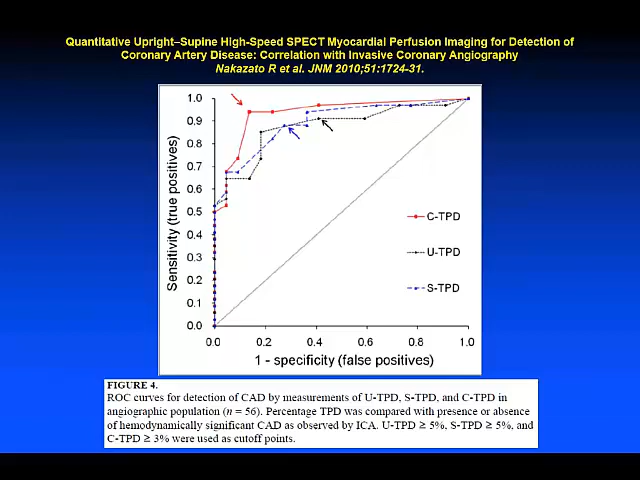 Quantitative Upright–Supine High-Speed SPECT Myocardial Perfusion Imaging for Detection of
Coronary Artery Disease: Correlation with Invasive Coronary Angiography
Nakazato R et al. JNM 2010;51:1724-31.
Sensitivity (true positives)
1.0
0.9
0.8
0.7
0.6
0.5
0.4
0.3
0.2
0.1
0.0
C-TPD
U-TPD
S-TPD
0.0 0.2 0.4 0.6 0.8 1.0
1 - specificity (false positives)
FIGURE 4.
ROC curves for detection of CAD by measurements of U-TPD, S-TPD, and C-TPD in
angiographic population (n = 56). Percentage TPD was compared with presence or absence
of hemodynamically significant CAD as observed by ICA. U-TPD ≥ 5%, S-TPD ≥ 5%, and
C-TPD ≥ 3% were used as cutoff points.